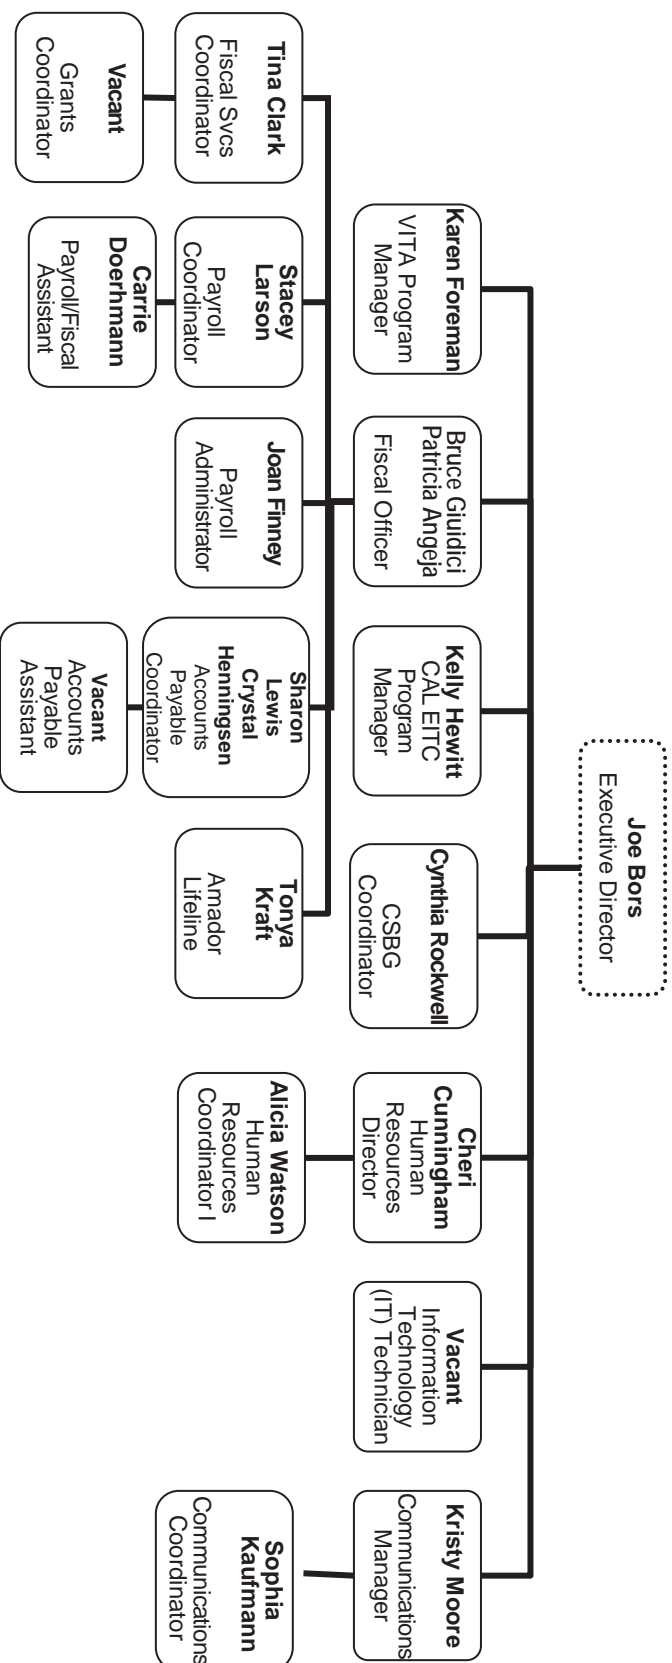 Joe Bors
Executive Director
Karen Foreman
VITA Program
Manager
Bruce Giuidici
Patricia Angeja
Fiscal Officer
Kelly Hewitt
CAL EITC
Program
Manager
Cynthia Rockwell
CSBG
Coordinator
Cheri
Cunningham
Human
Resources
Director
Vacant
Information
Technology
(IT) Technician
Kristy Moore
Communications
Manager
Tina Clark
Fiscal Svcs
Coordinator
Stacey
Larson
Payroll
Coordinator
Joan Finney
Payroll
Administrator
Sharon
Lewis
Crystal
Henningsen
Accounts
Payable
Coordinator
Tonya
Kraft
Amador
Lifeline
Alicia Watson
Human
Resources
Coordinator I
Sophia
Kaufmann
Communications
Coordinator
Vacant
Grants
Coordinator
Carrie
Doerhmann
Payroll/Fiscal
Assistant
Vacant
Accounts
Payable
Assistant